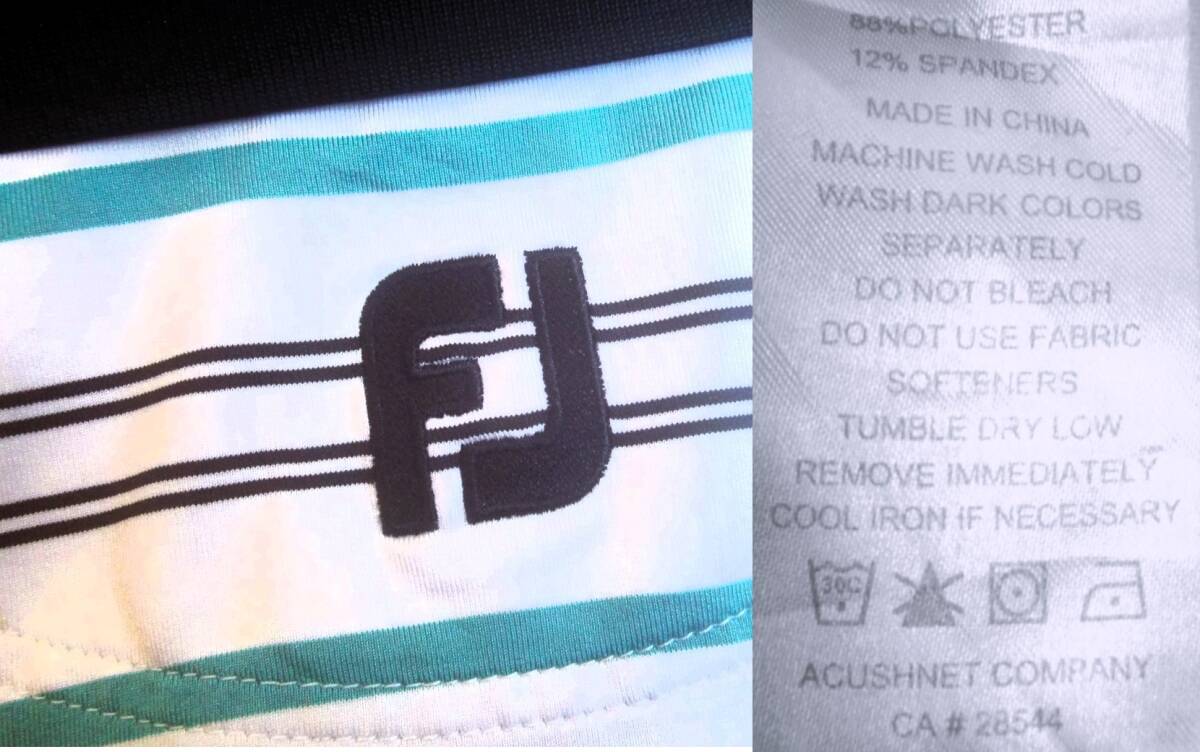 FJ
88%POLYESTER
12% SPANDEX
MADE IN CHINA
MACHINE WASH COLD
WASH DARK COLORS
SEPARATELY
DO NOT BLEACH
DO NOT USE FABRIC
SOFTENERS
TUMBLE DRY LOW
REMOVE IMMEDIATELY
COOL IRON IF NECESSARY
30C
ACUSHNET COMPANY
CA # 28544